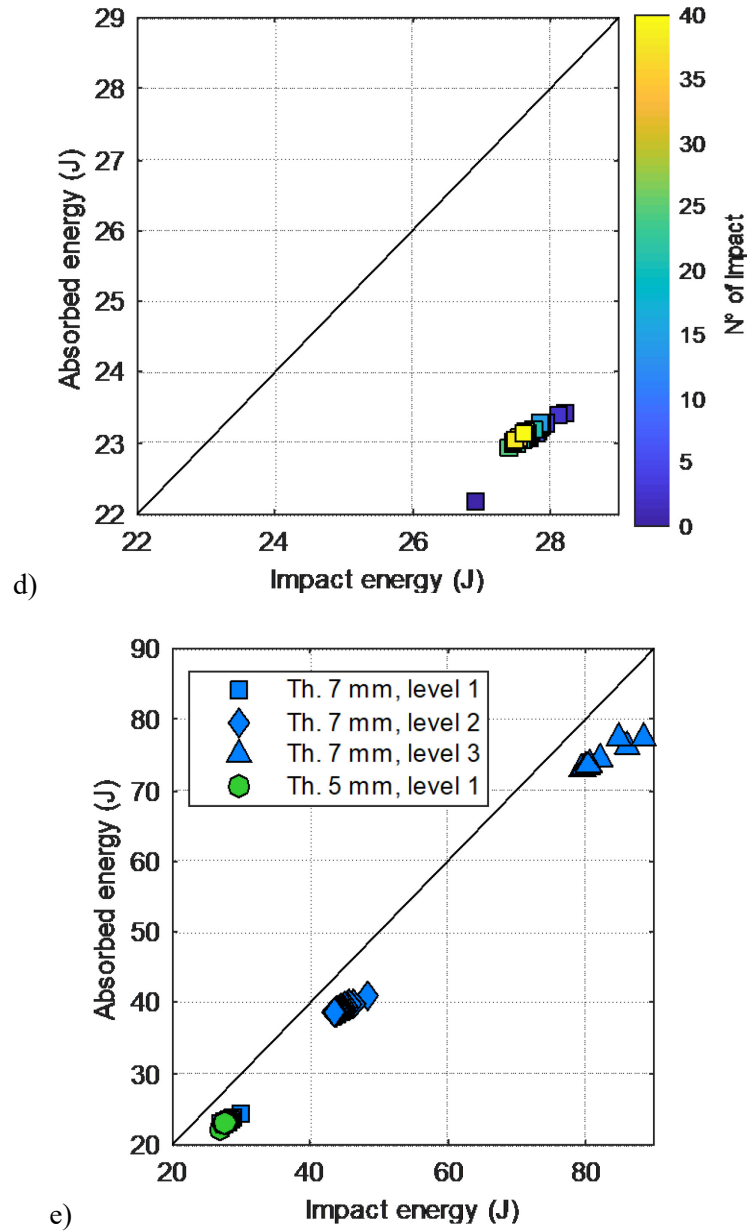 29
28
27
26
25
24
23
22
22 24 26 28
Absorbed energy (J)
Impact energy (J)
40
35
30
25
20
15
10
5
0
Nº of Impact
d)
90
80
70
60
50
40
30
20
20 40 60 80
Absorbed energy (J)
Impact energy (J)
Th. 7 mm, level 1
Th. 7 mm, level 2
Th. 7 mm, level 3
Th. 5 mm, level 1
e)